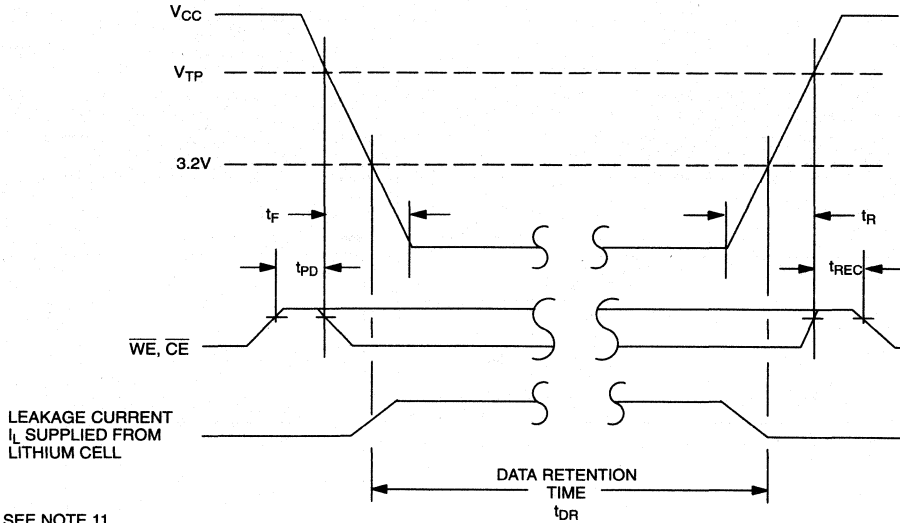 VCC
VTP
3.2V
tF
tR
tPD
tREC
WE, CE
LEAKAGE CURRENT
IL SUPPLIED FROM
LITHIUM CELL
DATA RETENTION
TIME
tDR
SEE NOTE 11